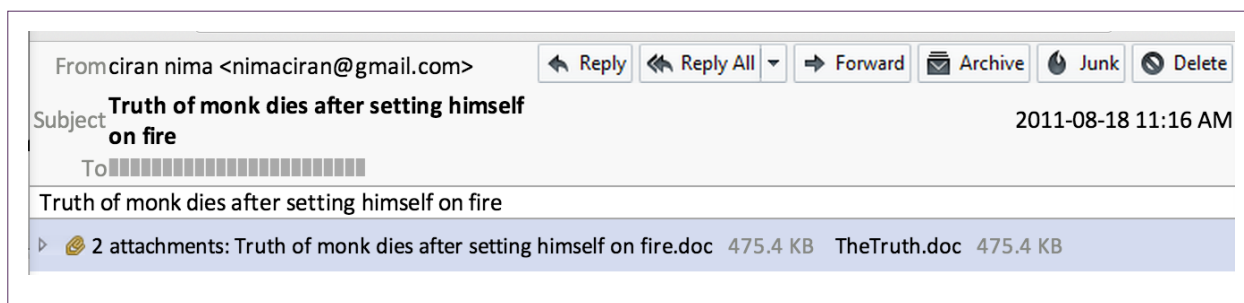 From ciran nima <nimaciran@gmail.com> Reply Reply All Forward Archive Junk Delete
Subject Truth of monk dies after setting himself
on fire
2011-08-18 11:16 AM
To
Truth of monk dies after setting himself on fire
2 attachments: Truth of monk dies after setting himself on fire.doc 475.4 KB TheTruth.doc 475.4 KB